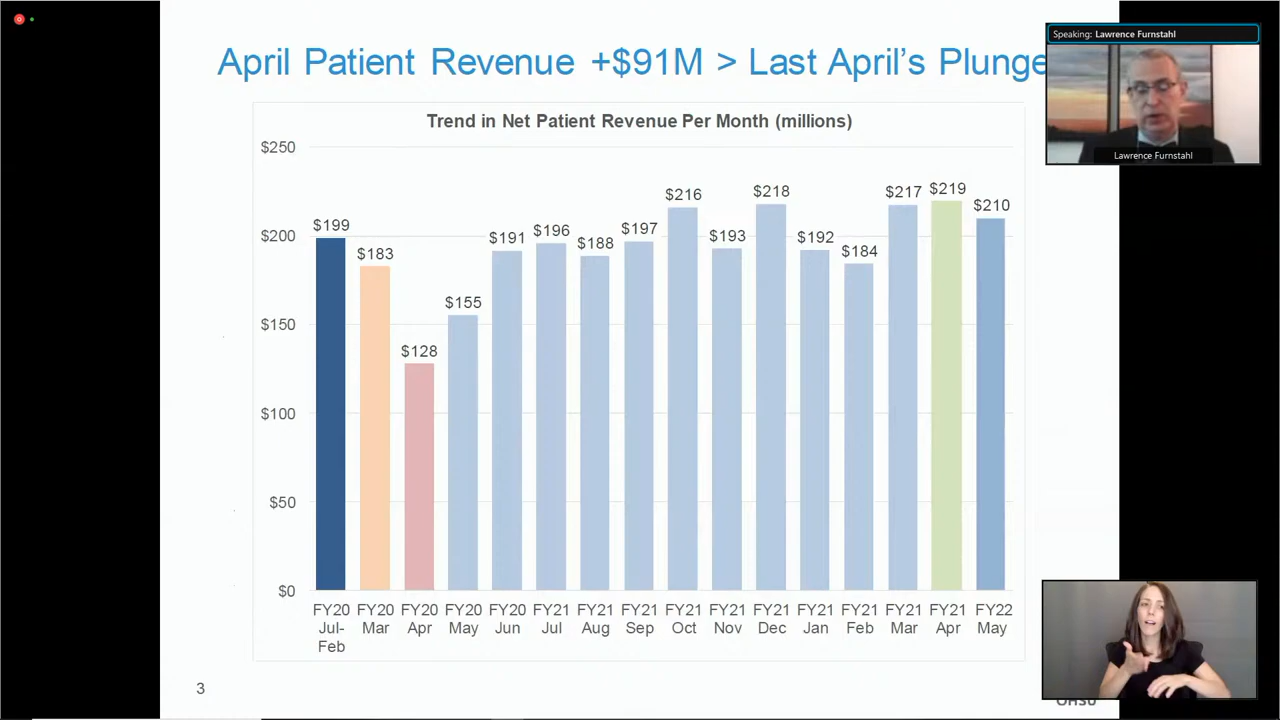 April Patient Revenue +$91M > Last April's Plunge
Speaking: Lawrence Furnstahl
Lawrence Furnstahl
Trend in Net Patient Revenue Per Month (millions)
$250
$200
$150
$100
$50
$0
$199
$183
$128
$155
$191
$196
$188
$197
$216
$193
$218
$192
$184
$217
$219
$210
FY20 Jul-Feb
FY20 Mar
FY20 Apr
FY20 May
FY20 Jun
FY21 Jul
FY21 Aug
FY21 Sep
FY21 Oct
FY21 Nov
FY21 Dec
FY21 Jan
FY21 Feb
FY21 Mar
FY21 Apr
FY22 May
3
OHSU